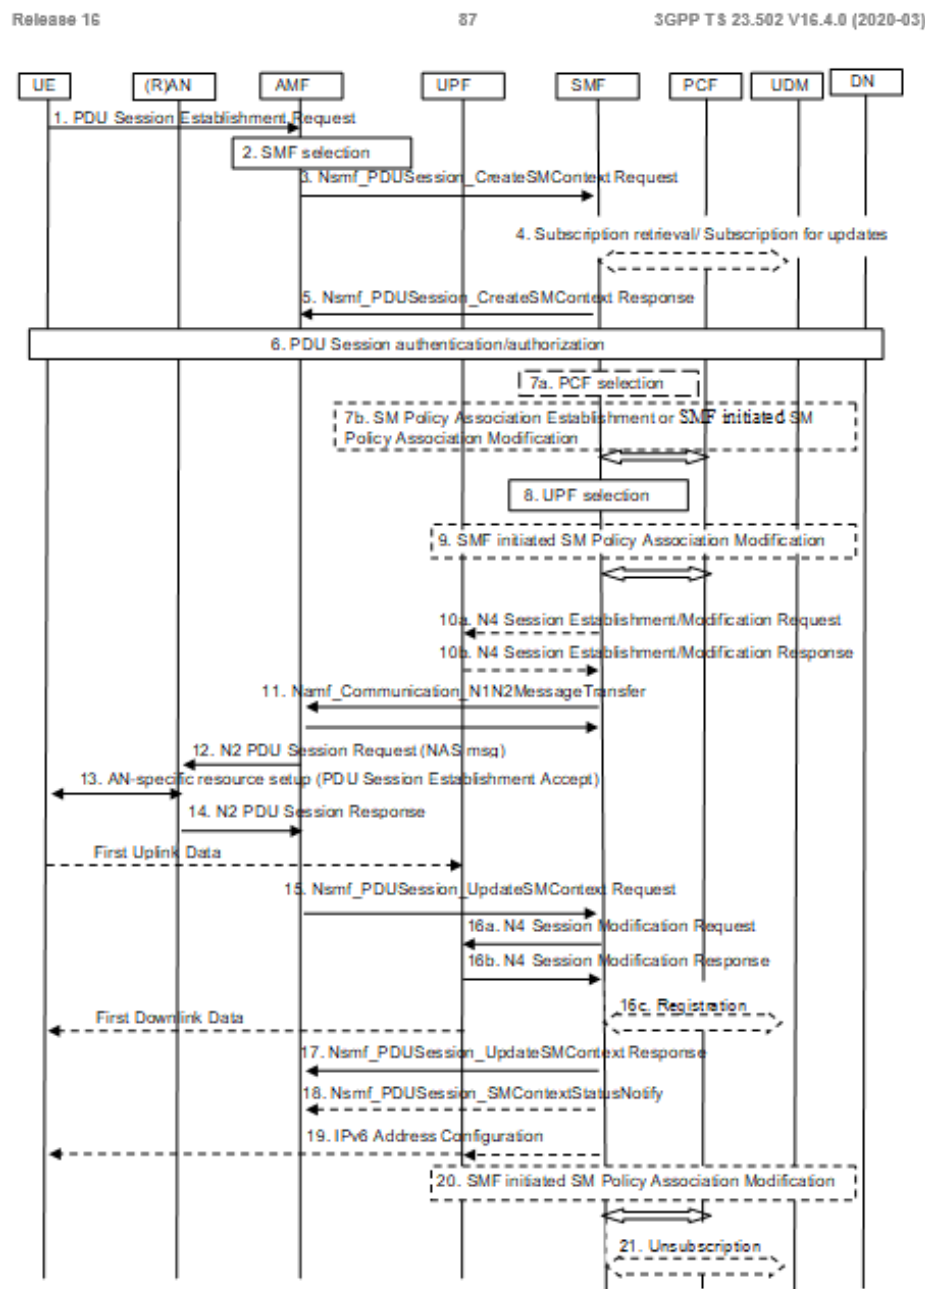 Release 16 87 3GPP TS 23.502 V16.4.0 (2020-03)
UE (R)AN AMF UPF SMF PCF UDM DN
1. PDU Session Establishment Request
2. SMF selection
3. Nsmf_PDUSession_CreateSMContext Request
4. Subscription retrieval/ Subscription for updates
5. Nsmf_PDUSession_CreateSMContext Response
6. PDU Session authentication/authorization
7a. PCF selection
7b. SM Policy Association Establishment or SMF initiated SM
Policy Association Modification
8. UPF selection
9. SMF initiated SM Policy Association Modification
10a. N4 Session Establishment/Modification Request
10b. N4 Session Establishment/Modification Response
11. Namf_Communication_N1N2MessageTransfer
12. N2 PDU Session Request (NAS msg)
13. AN-specific resource setup (PDU Session Establishment Accept)
14. N2 PDU Session Response
First Uplink Data
15. Nsmf_PDUSession_UpdateSMContext Request
16a. N4 Session Modification Request
16b. N4 Session Modification Response
16c. Registration
First Downlink Data
17. Nsmf_PDUSession_UpdateSMContext Response
18. Nsmf_PDUSession_SMContextStatusNotify
19. IPv6 Address Configuration
20. SMF initiated SM Policy Association Modification
21. Unsubscription